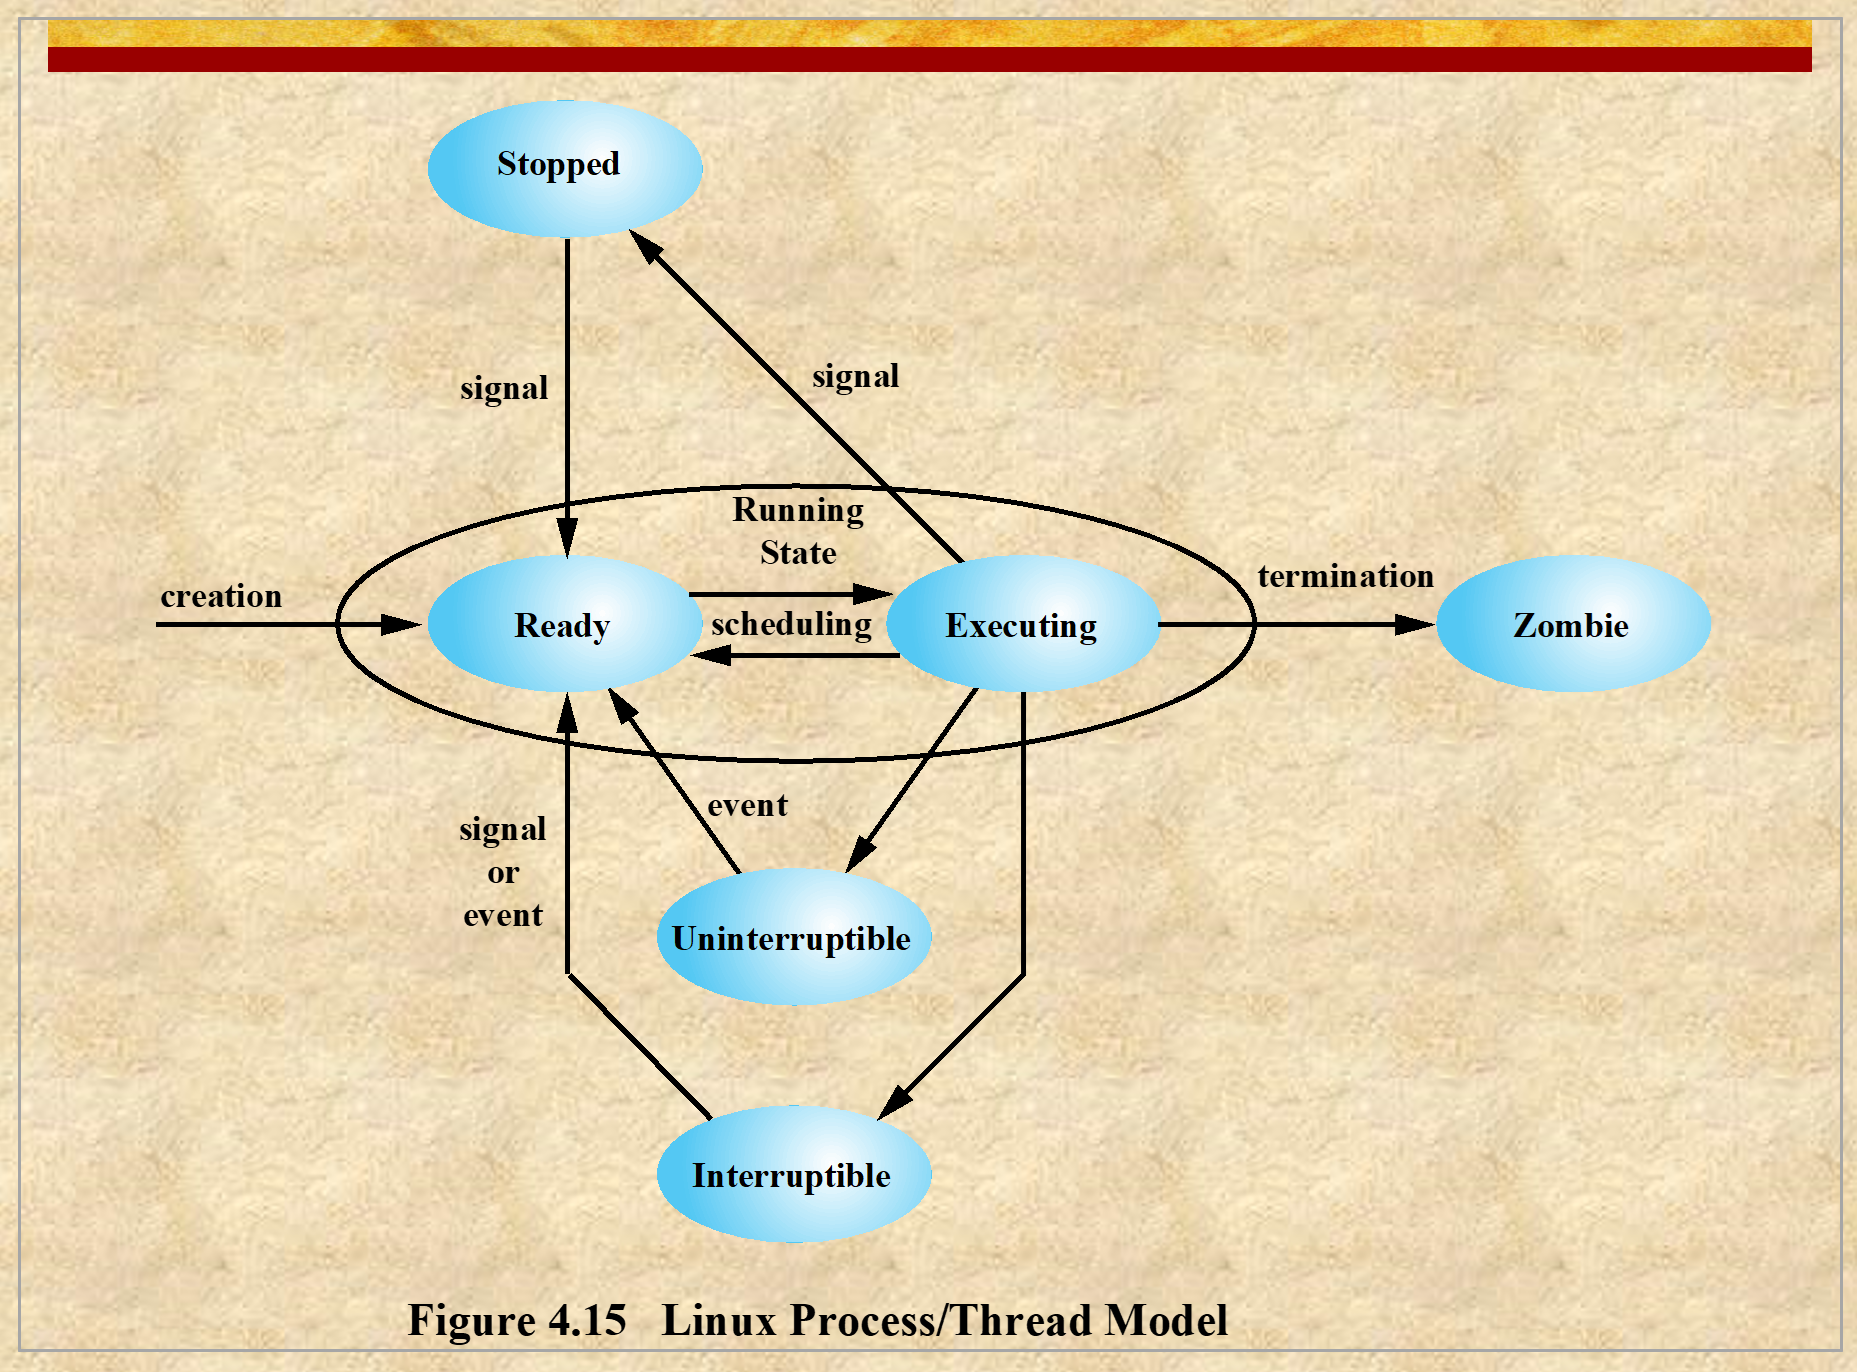 Stopped
signal
signal
Running
State
creation
Ready
scheduling
Executing
termination
Zombie
signal
or
event
event
Uninterruptible
Interruptible
Figure 4.15 Linux Process/Thread Model